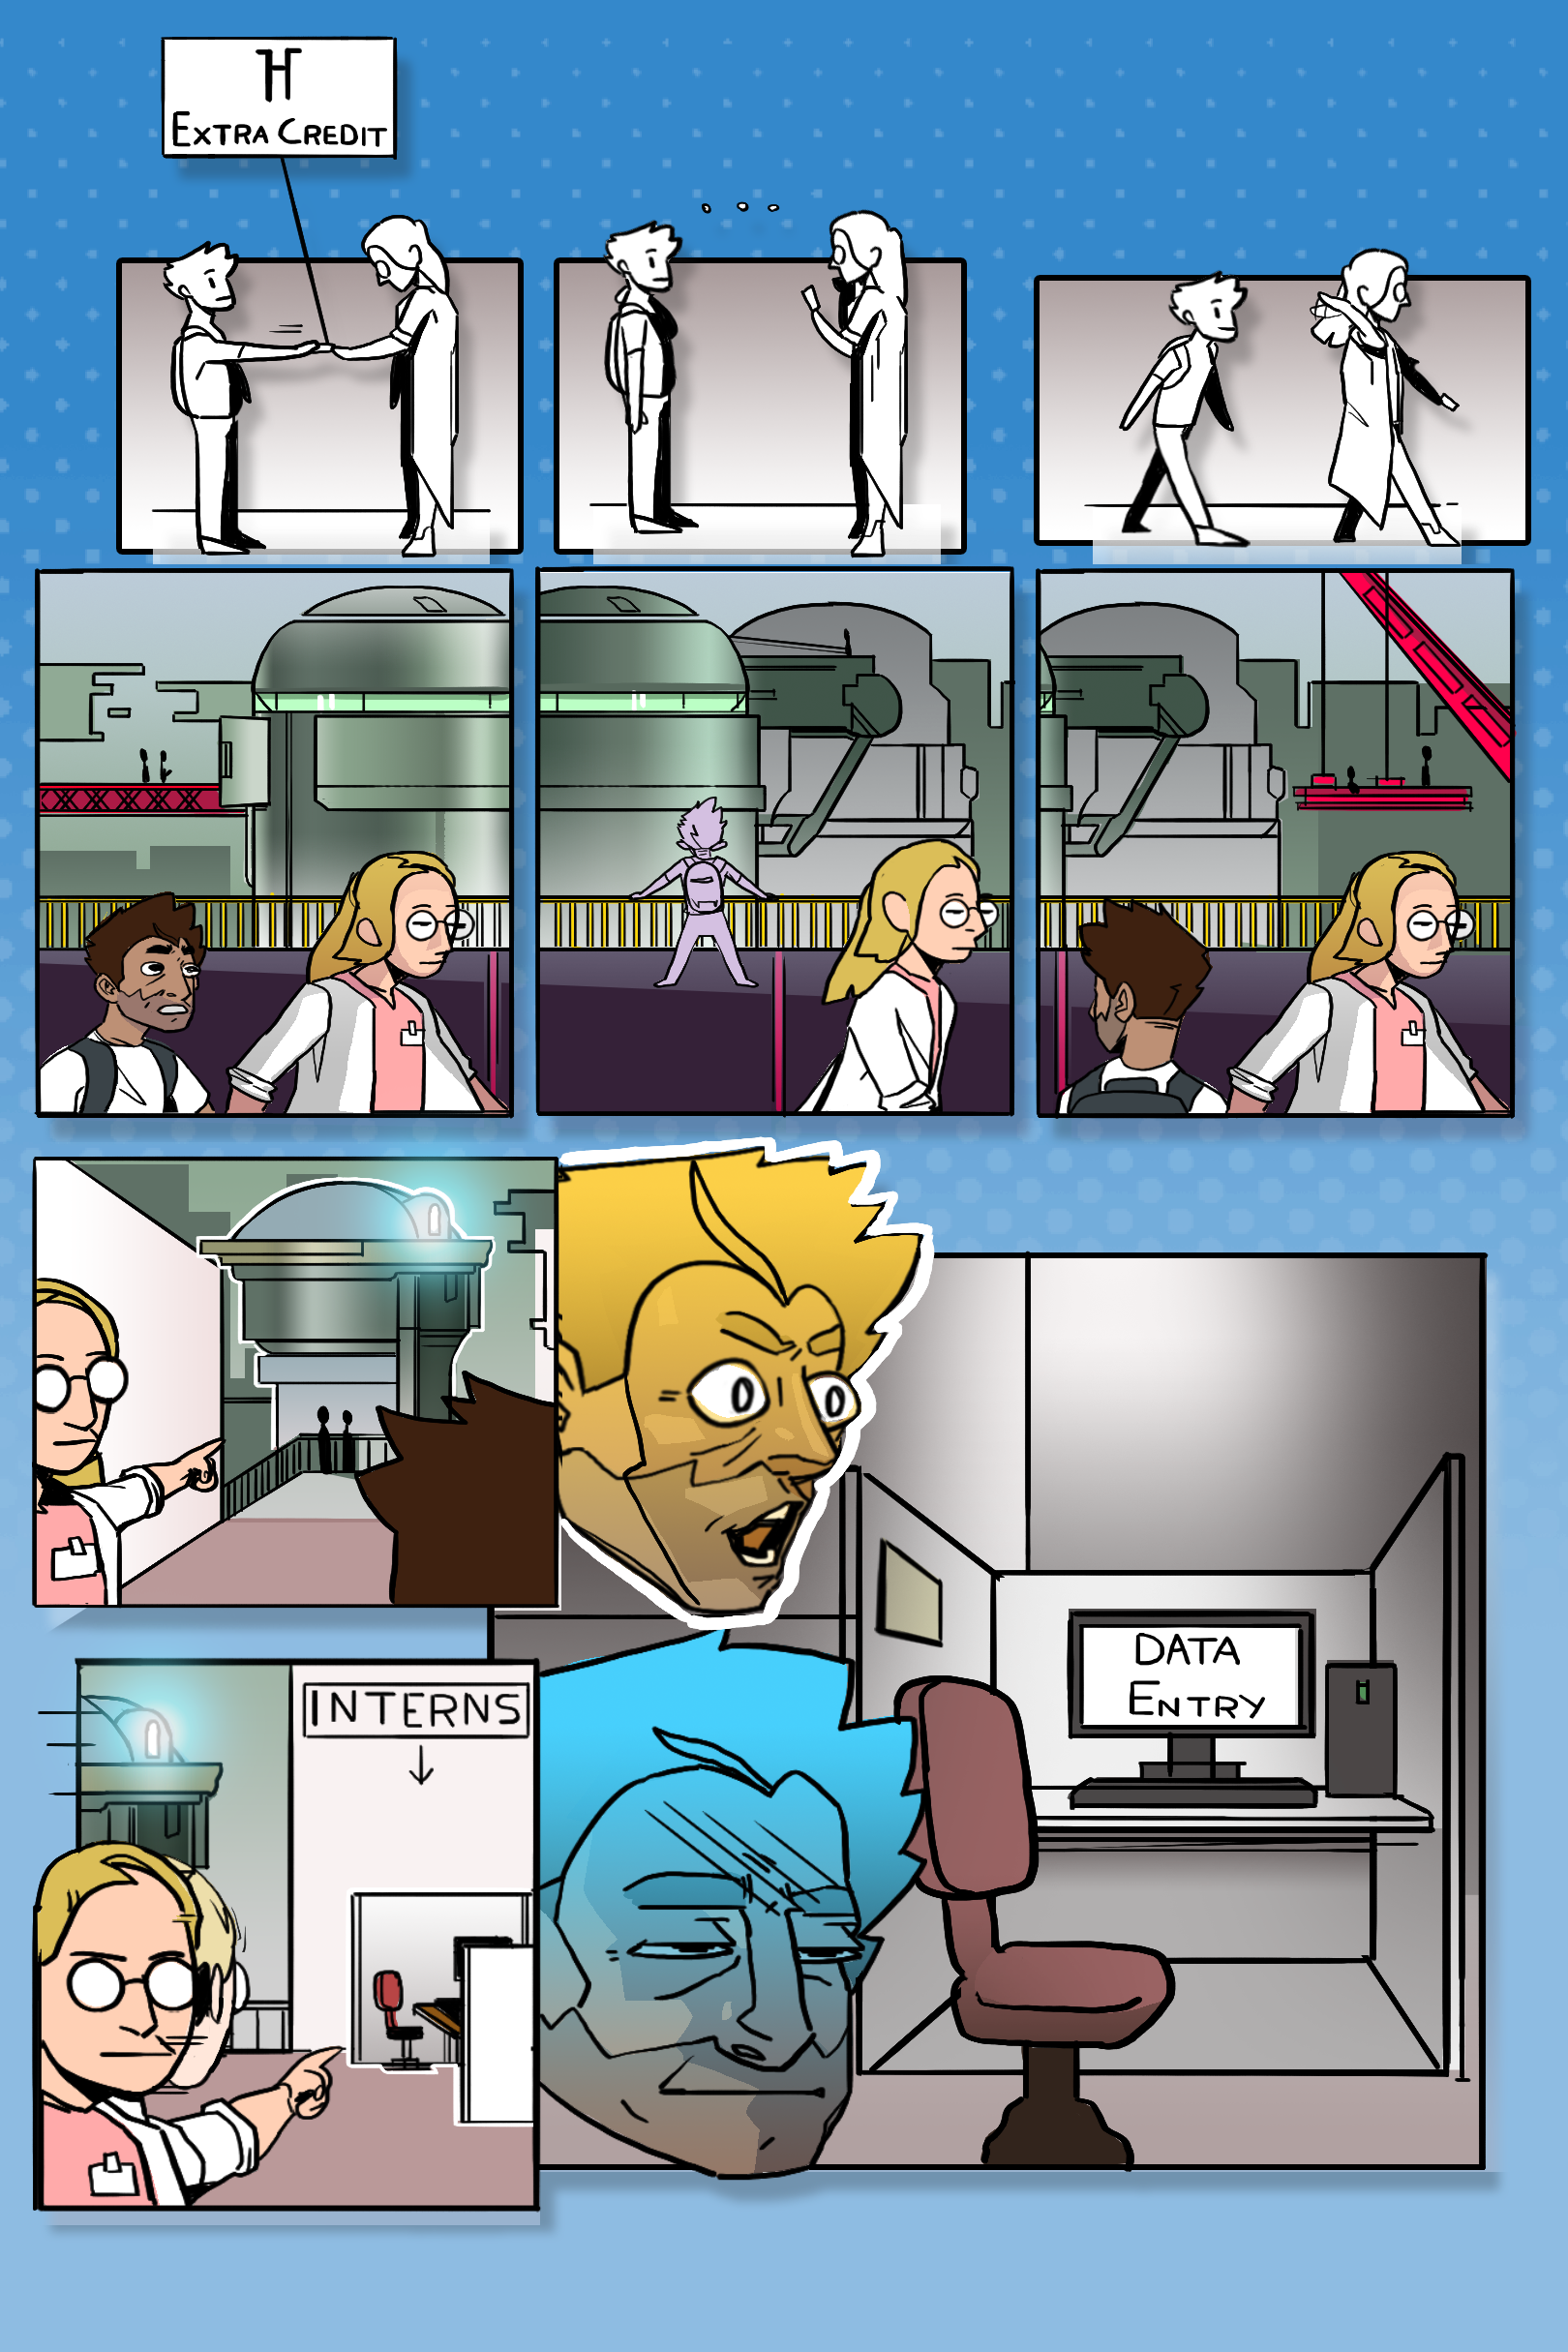 H
EXTRA CREDIT
...
INTERNS
DATA
ENTRY